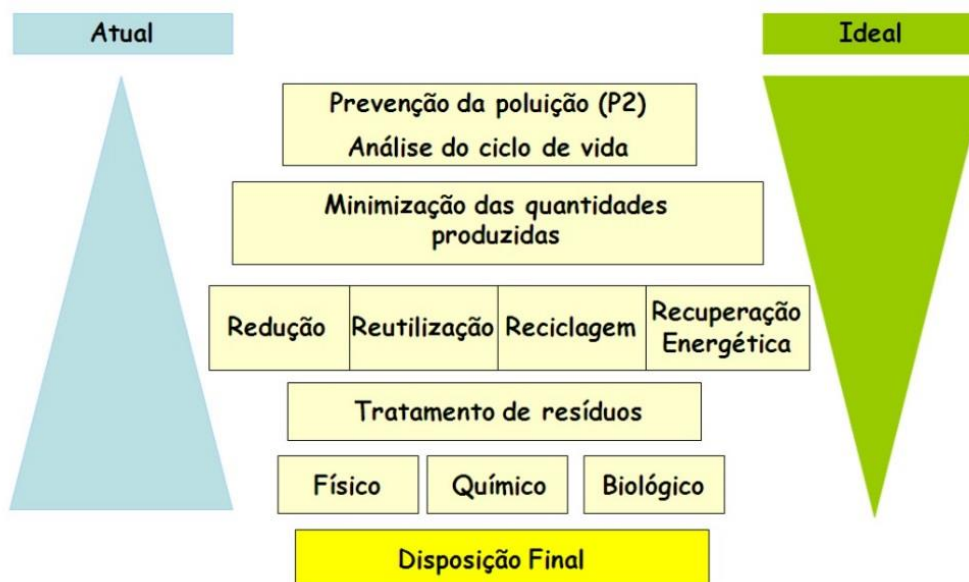 Atual
Ideal
Prevenção da poluição (P2)
Análise do ciclo de vida
Minimização das quantidades
produzidas
Redução
Reutilização
Reciclagem
Recuperação
Energética
Tratamento de resíduos
Físico
Químico
Biológico
Disposição Final